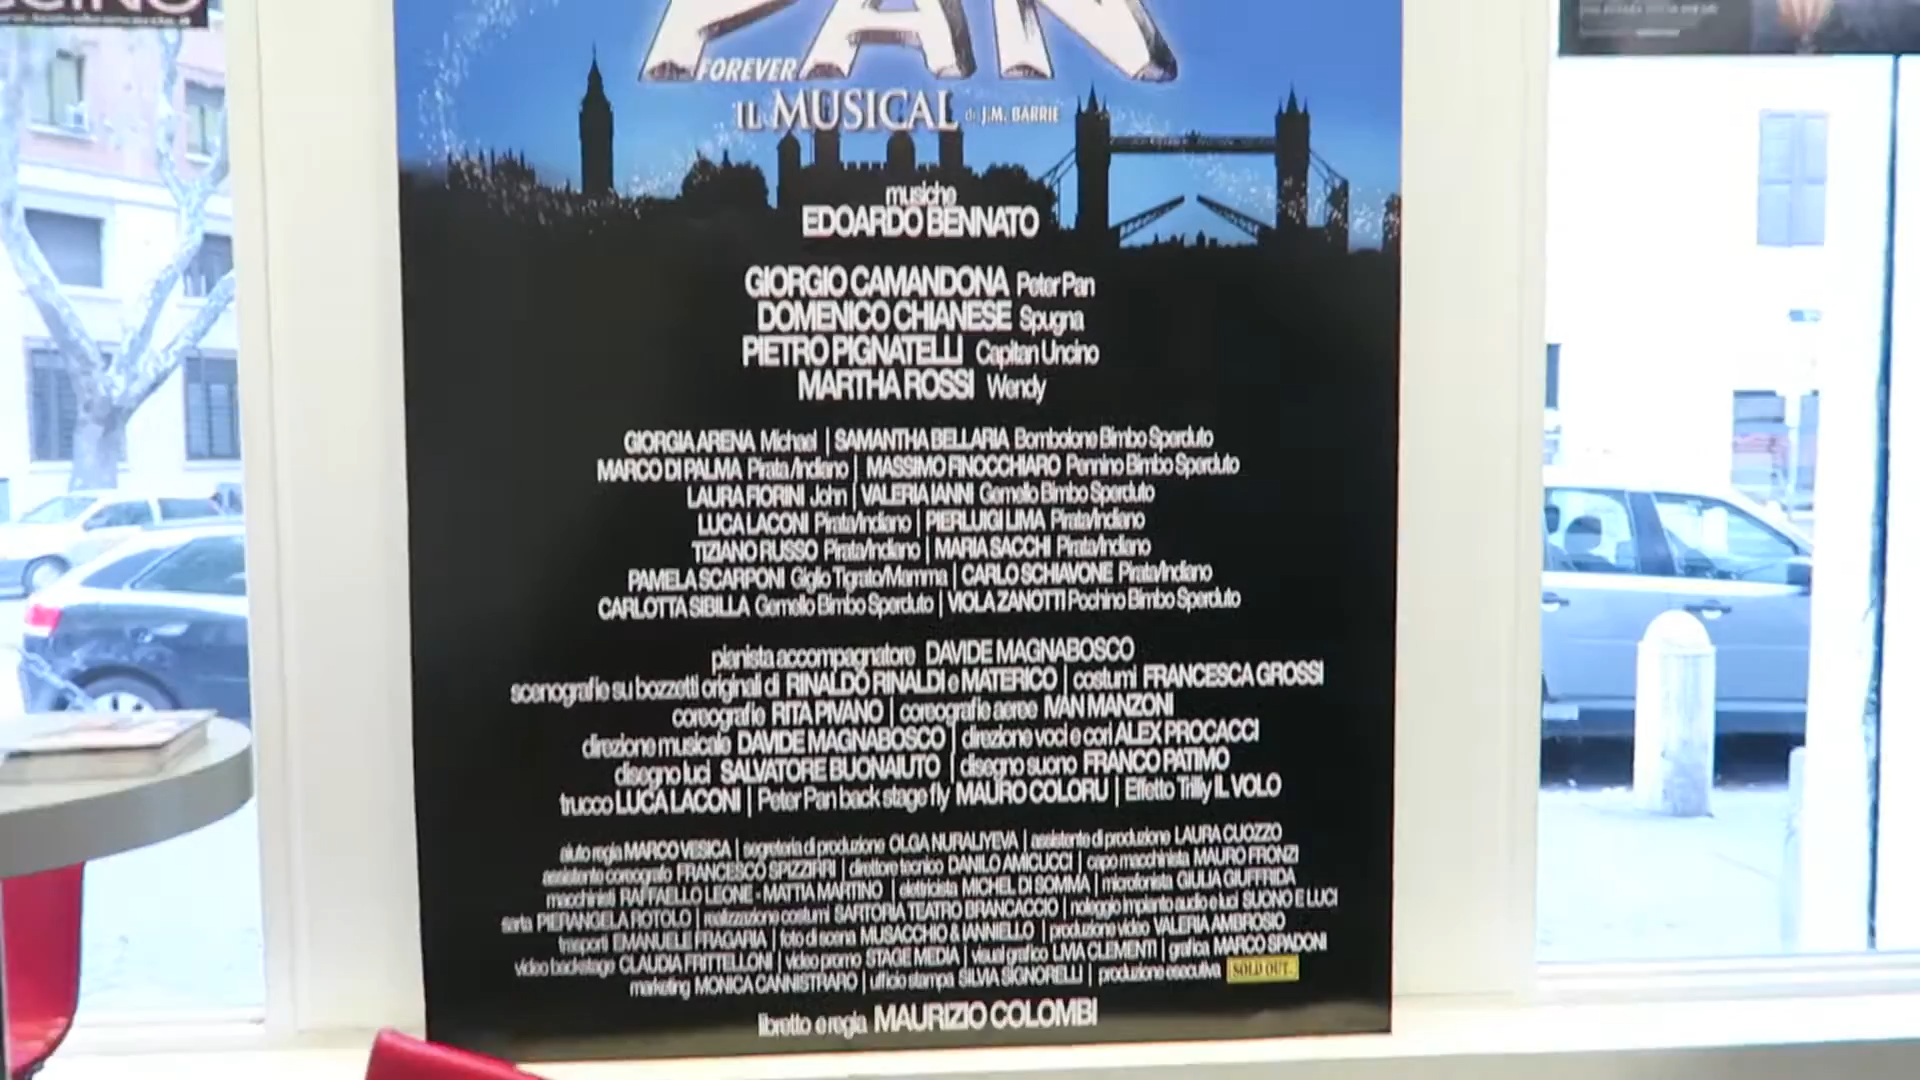 PAN
FOREVER
IL MUSICAL di J.M. BARRIE
musiche
EDOARDO BENNATO
GIORGIO CAMANDONA Peter Pan
DOMENICO CHIANESE Spugna
PIETRO PIGNATELLI Capitan Uncino
MARTHA ROSSI Wendy
GIORGIA ARENA Michael | SAMANTHA BELLARIA Bombolone Bimbo Sperduto
MARCO DI PALMA Pirata/Indiano | MASSIMO FINOCCHIARO Pennino Bimbo Sperduto
LAURA FIORINI John | VALERIA IANNI Gemello Bimbo Sperduto
LUCA LACONI Pirata/Indiano | PIERLUIGI LIMA Pirata/Indiano
TIZIANO RUSSO Pirata/Indiano | MARIA SACCHI Pirata/Indiano
PAMELA SCARPONI Giglio Tigrato/Mamma | CARLO SCHIAVONE Pirata/Indiano
CARLOTTA SIBILLA Gemello Bimbo Sperduto | VIOLA ZANOTTI Pochino Bimbo Sperduto
pianista accompagnatore DAVIDE MAGNABOSCO
scenografie su bozzetti originali di RINALDO RINALDI e MATERICO | costumi FRANCESCA GROSSI
coreografie RITA PIVANO | coreografie aeree IVAN MANZONI
direzione musicale DAVIDE MAGNABOSCO | direzione voci e cori ALEX PROCACCI
disegno luci SALVATORE BUONAIUTO | disegno suono FRANCO PATIMO
trucco LUCA LACONI | Peter Pan back stage fly MAURO COLORU | Effetto Trilly IL VOLO
aiuto regia MARCO VESICA | segreteria di produzione OLGA NURALIYEVA | assistente di produzione LAURA CUOZZO
assistente coreografo FRANCESCO SPIZZIRRI | direttore tecnico DANILO AMICUCCI | capo macchinista MAURO FRONZI
macchinisti RAFFAELLO LEONE - MATTIA MARTINO | elettricista MICHEL DI SOMMA | microfonista GIULIA GIUFFRIDA
sarta PIERANGELA ROTOLO | realizzazione costumi SARTORIA TEATRO BRANCACCIO | noleggio impianto audio e luci SUONO E LUCI
trasporti EMANUELE FRAGARIA | foto di scena MUSACCHIO & IANNIELLO | produzione video VALERIA AMBROSIO
video backstage CLAUDIA FRITTELLONI | video promo STAGE MEDIA | visual grafico LIVIA CLEMENTI | grafica MARCO SPADONI
marketing MONICA CANNISTRARO | ufficio stampa SILVIA SIGNORELLI | produzione esecutiva SOLD OUT
libretto e regia MAURIZIO COLOMBI